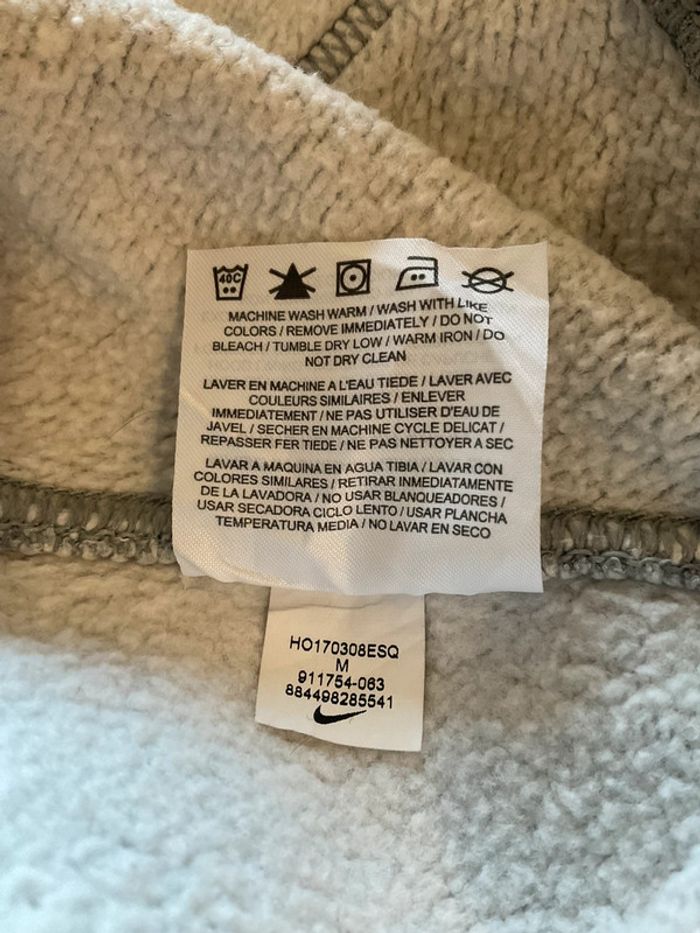 40C
MACHINE WASH WARM / WASH WITH LIKE
COLORS / REMOVE IMMEDIATELY / DO NOT
BLEACH / TUMBLE DRY LOW / WARM IRON / DO
NOT DRY CLEAN
LAVER EN MACHINE A L'EAU TIEDE / LAVER AVEC
COULEURS SIMILAIRES / ENLEVER
IMMEDIATEMENT / NE PAS UTILISER D'EAU DE
JAVEL / SECHER EN MACHINE CYCLE DELICAT /
REPASSER FER TIEDE / NE PAS NETTOYER A SEC
LAVAR A MAQUINA EN AGUA TIBIA / LAVAR CON
COLORES SIMILARES / RETIRAR INMEDIATAMENTE
DE LA LAVADORA / NO USAR BLANQUEADORES /
USAR SECADORA CICLO LENTO / USAR PLANCHA
TEMPERATURA MEDIA / NO LAVAR EN SECO
HO170308ESQ
M
911754-063
884498285541